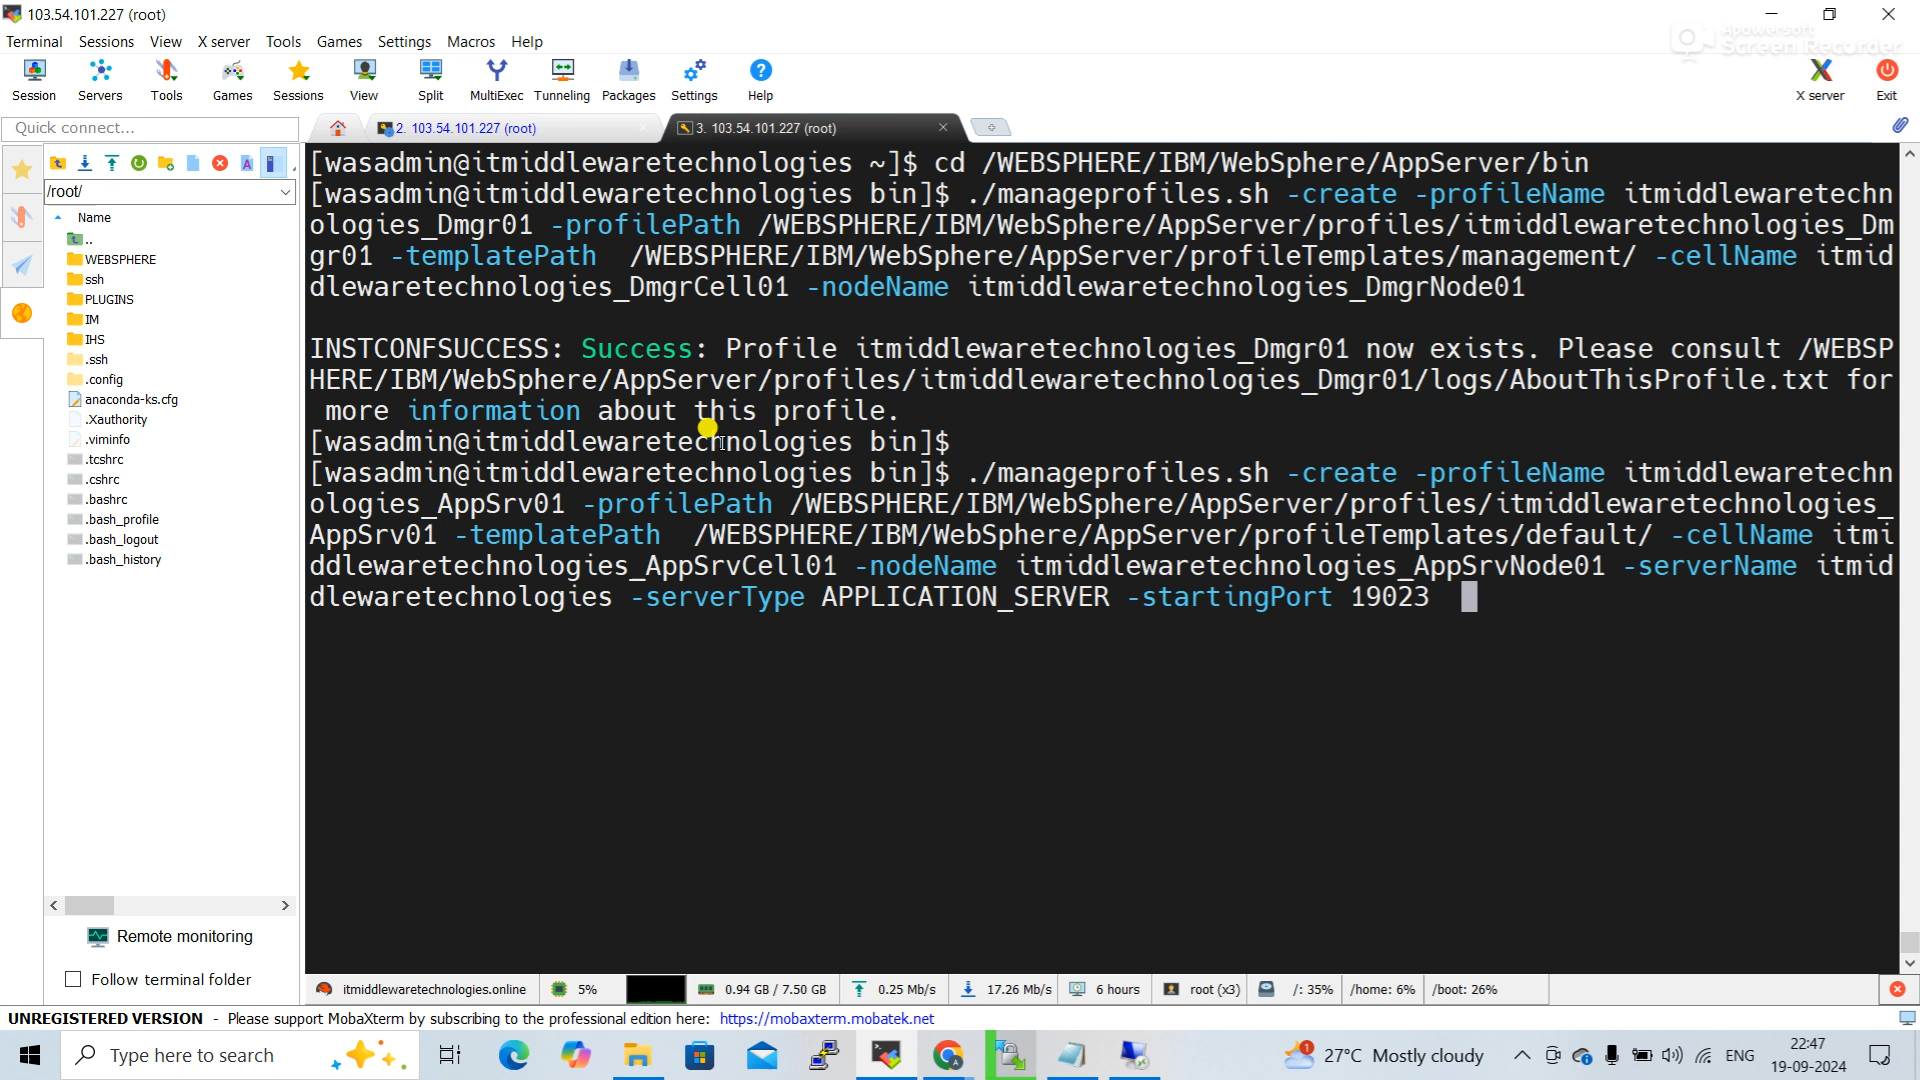 103.54.101.227 (root)
Apowersoft
Screen Recorder
Terminal Sessions View X server Tools Games Settings Macros Help
Session Servers Tools Games Sessions View Split MultiExec Tunneling Packages Settings Help X server Exit
Quick connect...
2. 103.54.101.227 (root)
3. 103.54.101.227 (root)
/root/
Name
..
WEBSPHERE
ssh
PLUGINS
IM
IHS
.ssh
.config
anaconda-ks.cfg
.Xauthority
.viminfo
.tcshrc
.cshrc
.bashrc
.bash_profile
.bash_logout
.bash_history
Remote monitoring
Follow terminal folder
[wasadmin@itmiddlewaretechnologies ~]$ cd /WEBSPHERE/IBM/WebSphere/AppServer/bin
[wasadmin@itmiddlewaretechnologies bin]$ ./manageprofiles.sh -create -profileName itmiddlewaretechn
ologies_Dmgr01 -profilePath /WEBSPHERE/IBM/WebSphere/AppServer/profiles/itmiddlewaretechnologies_Dm
gr01 -templatePath  /WEBSPHERE/IBM/WebSphere/AppServer/profileTemplates/management/ -cellName itmid
dlewaretechnologies_DmgrCell01 -nodeName itmiddlewaretechnologies_DmgrNode01
INSTCONFSUCCESS: Success: Profile itmiddlewaretechnologies_Dmgr01 now exists. Please consult /WEBSP
HERE/IBM/WebSphere/AppServer/profiles/itmiddlewaretechnologies_Dmgr01/logs/AboutThisProfile.txt for
more information about this profile.
[wasadmin@itmiddlewaretechnologies bin]$
[wasadmin@itmiddlewaretechnologies bin]$ ./manageprofiles.sh -create -profileName itmiddlewaretechn
ologies_AppSrv01 -profilePath /WEBSPHERE/IBM/WebSphere/AppServer/profiles/itmiddlewaretechnologies_
AppSrv01 -templatePath  /WEBSPHERE/IBM/WebSphere/AppServer/profileTemplates/default/ -cellName itmi
ddlewaretechnologies_AppSrvCell01 -nodeName itmiddlewaretechnologies_AppSrvNode01 -serverName itmid
dlewaretechnologies -serverType APPLICATION_SERVER -startingPort 19023
itmiddlewaretechnologies.online 5% 0.94 GB / 7.50 GB 0.25 Mb/s 17.26 Mb/s 6 hours root (x3) /: 35% /home: 6% /boot: 26%
UNREGISTERED VERSION - Please support MobaXterm by subscribing to the professional edition here: https://mobaxterm.mobatek.net
Type here to search
27°C Mostly cloudy
ENG
22:47
19-09-2024